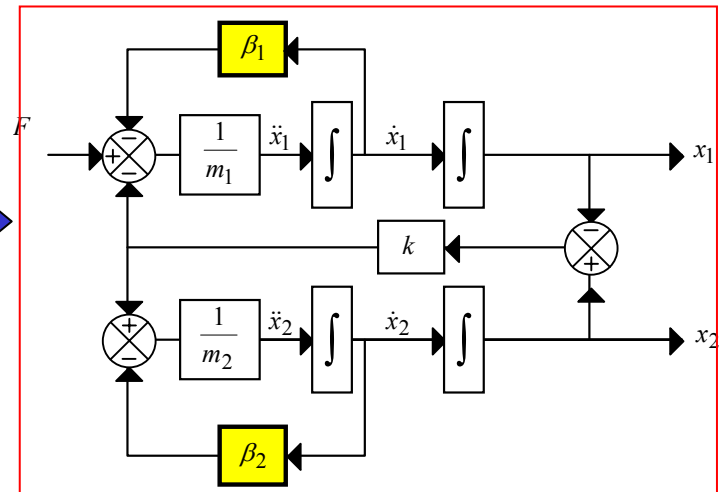 β₁
−
F + 1/m₁ ẍ₁ ∫ ẋ₁ ∫ x₁
−
−
k
+
+ 1/m₂ ẍ₂ ∫ ẋ₂ ∫ x₂
−
β₂